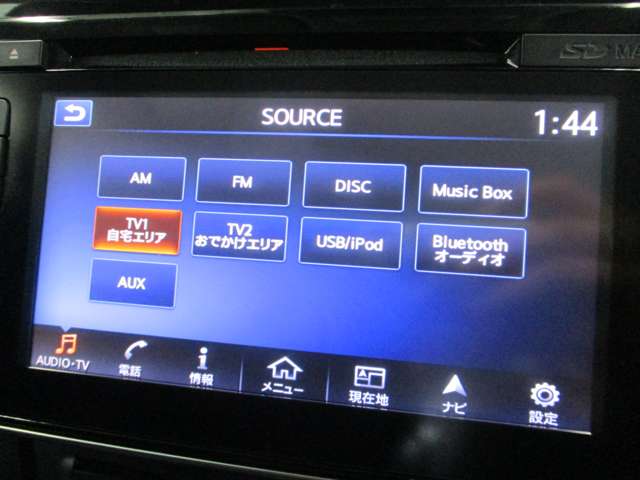 SD MA
SOURCE
1:44
AM
FM
DISC
Music Box
TV1
自宅エリア
TV2
おでかけエリア
USB/iPod
Bluetooth
オーディオ
AUX
AUDIO・TV
電話
情報
メニュー
現在地
ナビ
設定